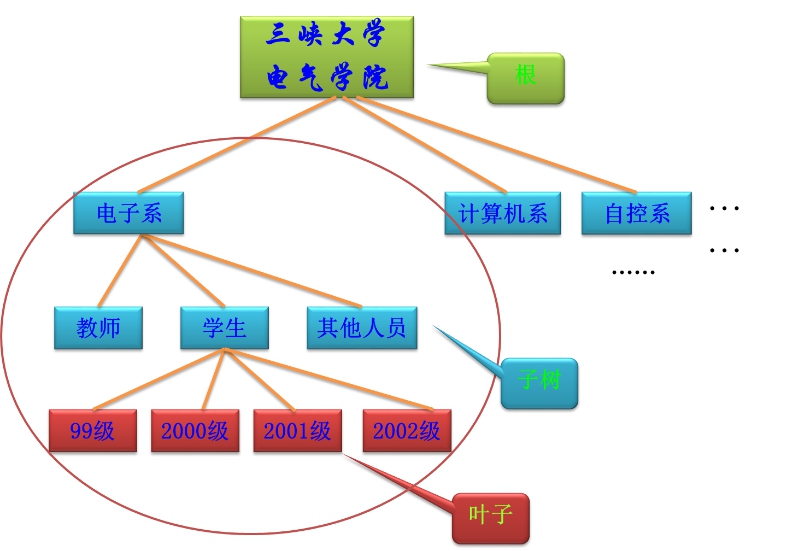 三峡大学
电气学院
根
电子系
计算机系
自控系
···
···
······
教师
学生
其他人员
子树
99级
2000级
2001级
2002级
叶子